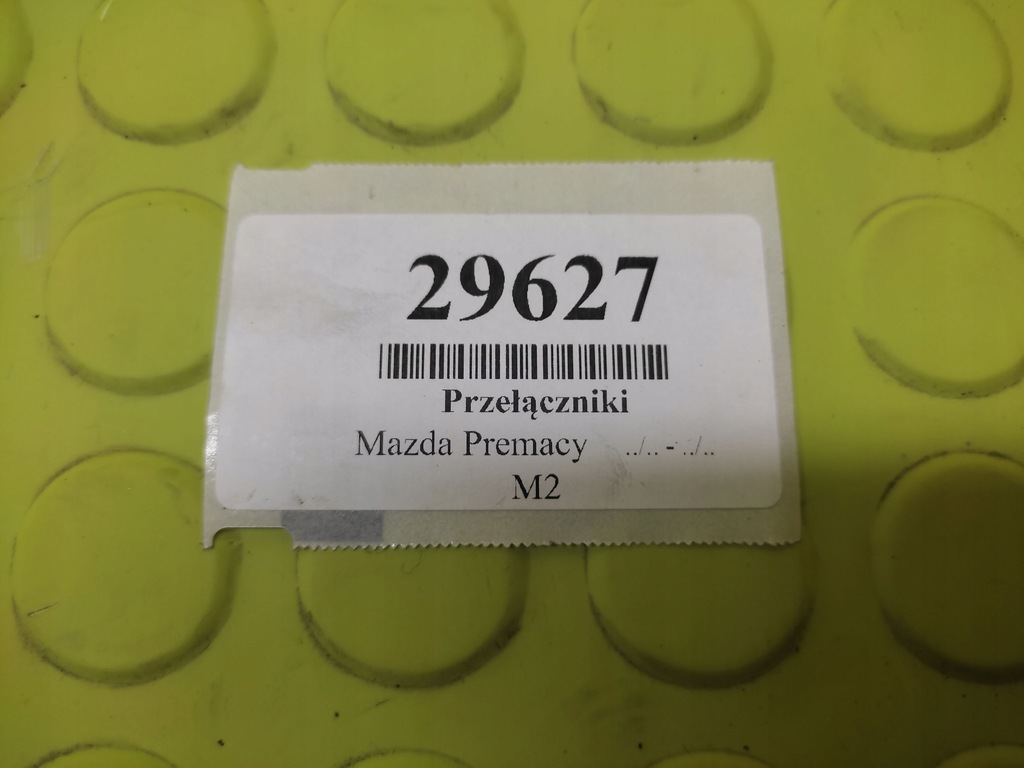 29627
Przełączniki
Mazda Premacy ../.. - ../..
M2